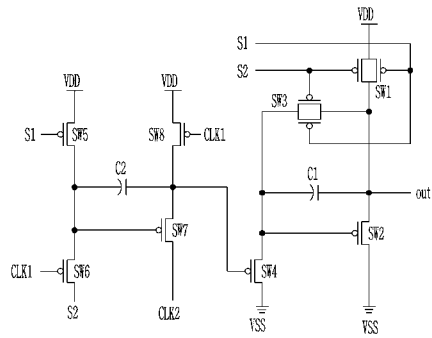 VDD
S1
S2
SW1
SW3
VDD
VDD
S1
SW5
SW8
CLK1
C2
C1
out
SW7
SW2
CLK1
SW6
SW4
S2
CLK2
VSS
VSS